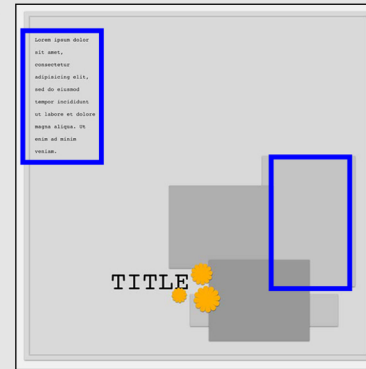 Lorem ipsum dolor
sit amet,
consectetur
adipisicing elit,
sed do eiusmod
tempor incididunt
ut labore et dolore
magna aliqua. Ut
enim ad minim
veniam.
TITLE